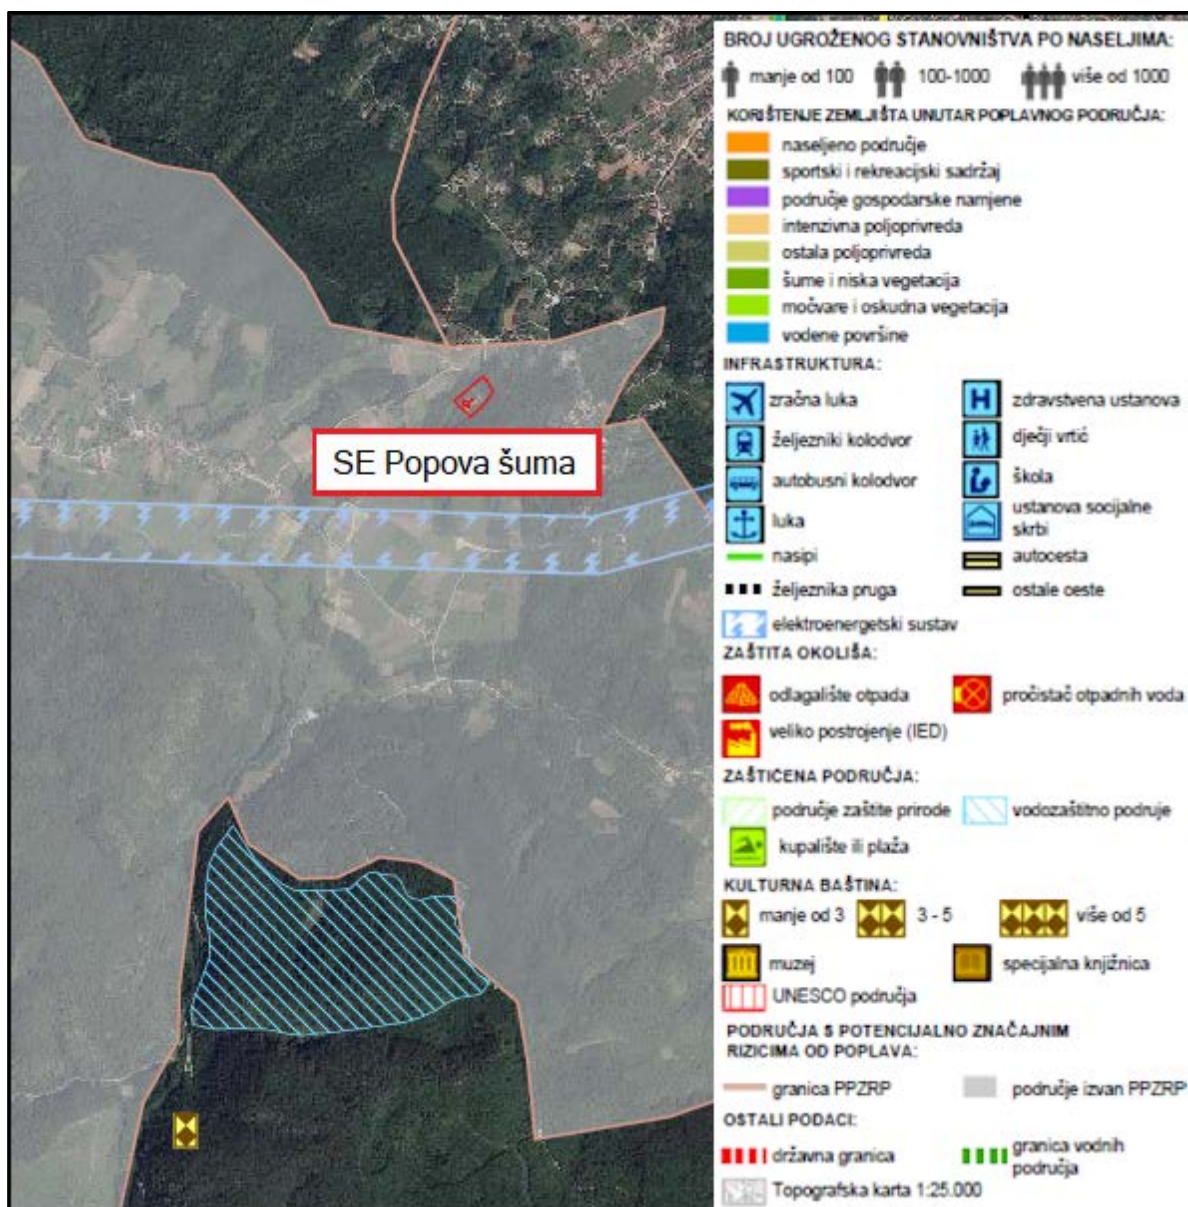 SE Popova šuma
BROJ UGROŽENOG STANOVNIŠTVA PO NASELJIMA:
manje od 100
100-1000
više od 1000
KORIŠTENJE ZEMLJIŠTA UNUTAR POPLAVNOG PODRUČJA:
naseljeno područje
sportski i rekreacijski sadržaj
područje gospodarske namjene
intenzivna poljoprivreda
ostala poljoprivreda
šume i niska vegetacija
močvare i oskudna vegetacija
vodene površine
INFRASTRUKTURA:
zračna luka
H zdravstvena ustanova
željezniki kolodvor
dječji vrtić
autobusni kolodvor
škola
luka
ustanova socijalne
skrbi
nasipi
autocesta
željeznika pruga
ostale ceste
elektroenergetski sustav
ZAŠTITA OKOLIŠA:
odlagalište otpada
pročistač otpadnih voda
veliko postrojenje (IED)
ZAŠTIĆENA PODRUČJA:
područje zaštite prirode
vodozaštitno podruje
kupalište ili plaža
KULTURNA BAŠTINA:
manje od 3
3 - 5
više od 5
muzej
specijalna knjižnica
UNESCO područja
PODRUČJA S POTENCIJALNO ZNAČAJNIM
RIZICIMA OD POPLAVA:
granica PPZRP
područje izvan PPZRP
OSTALI PODACI:
državna granica
granica vodnih
područja
Topografska karta 1:25.000